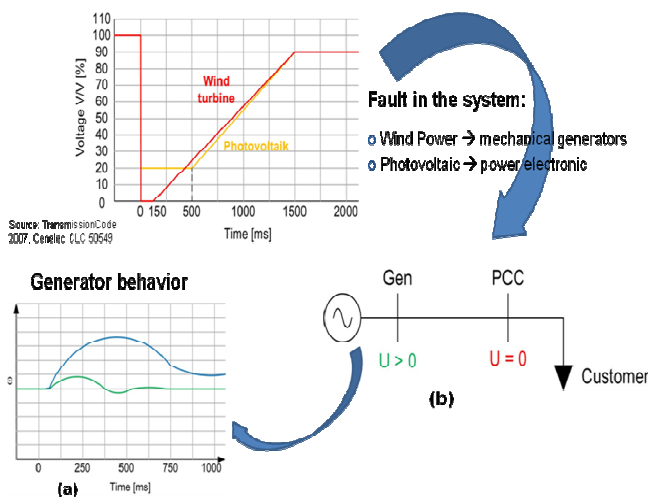 110
100
90
80
70
60
50
40
30
20
10
0
Voltage V/V [%]
Wind
turbine
Photovoltaik
0 150 500 1000 1500 2000
Time [ms]
Source: TransmissionCode
2007, Cenelec CLC 50549
Fault in the system:
Wind Power → mechanical generators
Photovoltaic → power electronic
Generator behavior
0 250 500 750 1000
Time [ms]
(a)
Gen PCC
U > 0 U = 0
Customer
(b)